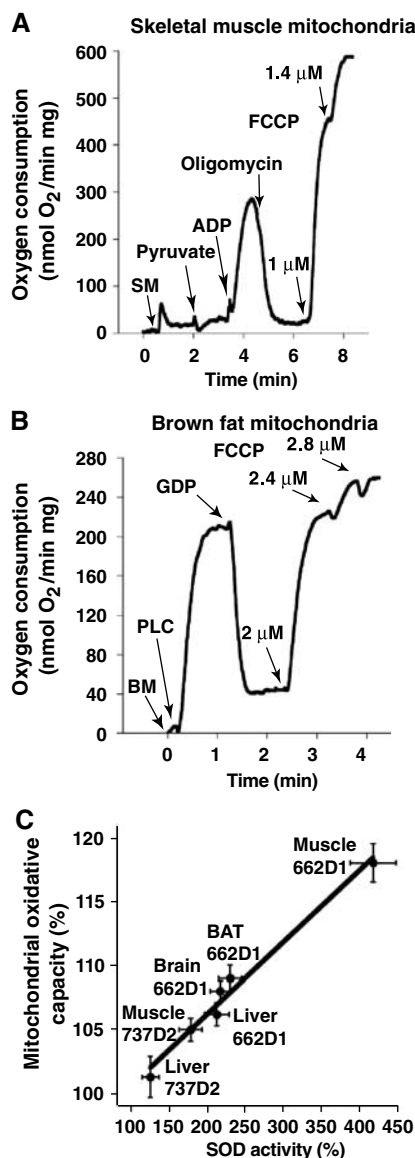 A
Skeletal muscle mitochondria
Oxygen consumption
(nmol O2/min mg)
600
500
400
300
200
100
0
1.4 µM
FCCP
Oligomycin
ADP
Pyruvate
SM
1 µM
0 2 4 6 8
Time (min)
B
Brown fat mitochondria
Oxygen consumption
(nmol O2/min mg)
280
240
200
160
120
80
40
0
FCCP
2.8 µM
2.4 µM
GDP
PLC
BM
2 µM
0 1 2 3 4
Time (min)
C
Mitochondrial oxidative
capacity (%)
120
115
110
105
100
Muscle
662D1
BAT
662D1
Brain
662D1
Muscle
737D2
Liver
662D1
Liver
737D2
100 150 200 250 300 350 400 450
SOD activity (%)